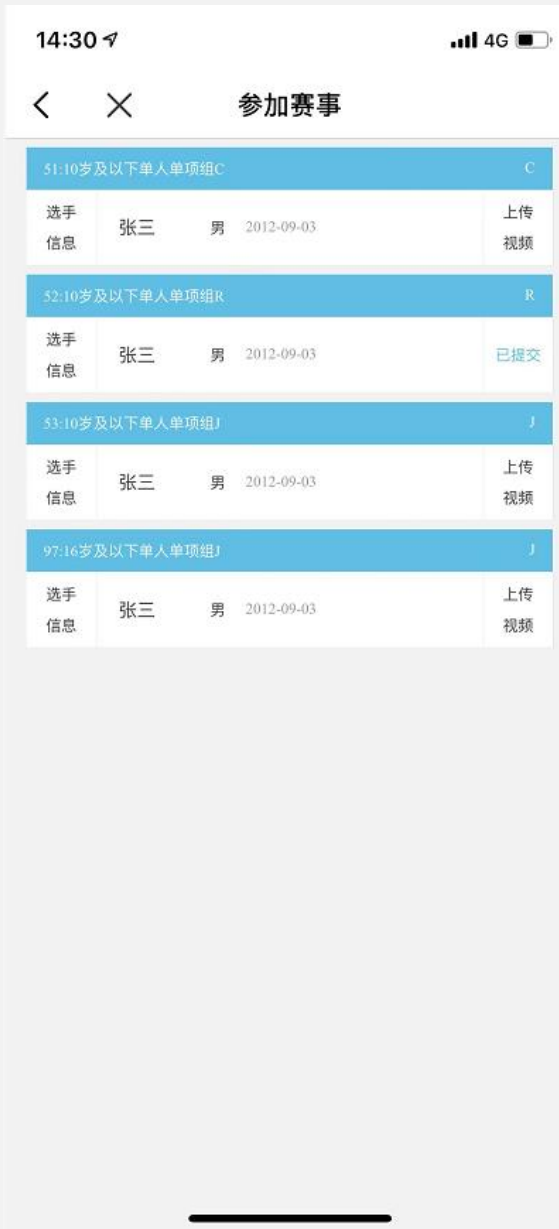 14:30 4G
参加赛事
51:10岁及以下单人单项组C C
选手
信息
张三 男 2012-09-03
上传
视频
52:10岁及以下单人单项组R R
选手
信息
张三 男 2012-09-03
已提交
53:10岁及以下单人单项组J J
选手
信息
张三 男 2012-09-03
上传
视频
97:16岁及以下单人单项组J J
选手
信息
张三 男 2012-09-03
上传
视频